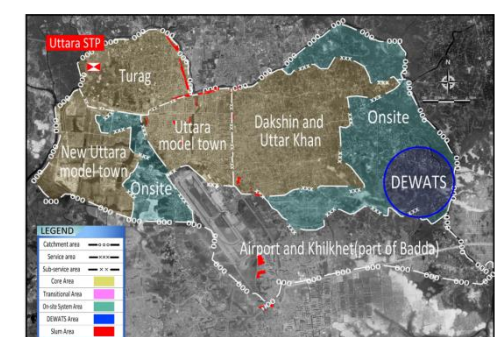 Uttara STP
Turag
N
Uttara
model town
Dakshin and
Uttar Khan
Onsite
New Uttara
model town
Onsite
DEWATS
Airport and Khilkhet(part of Badda)
LEGEND
Catchment area
Service area
Sub-service area
Core Area
Transitional Area
On-site System Area
DEWATS Area
Slum Area